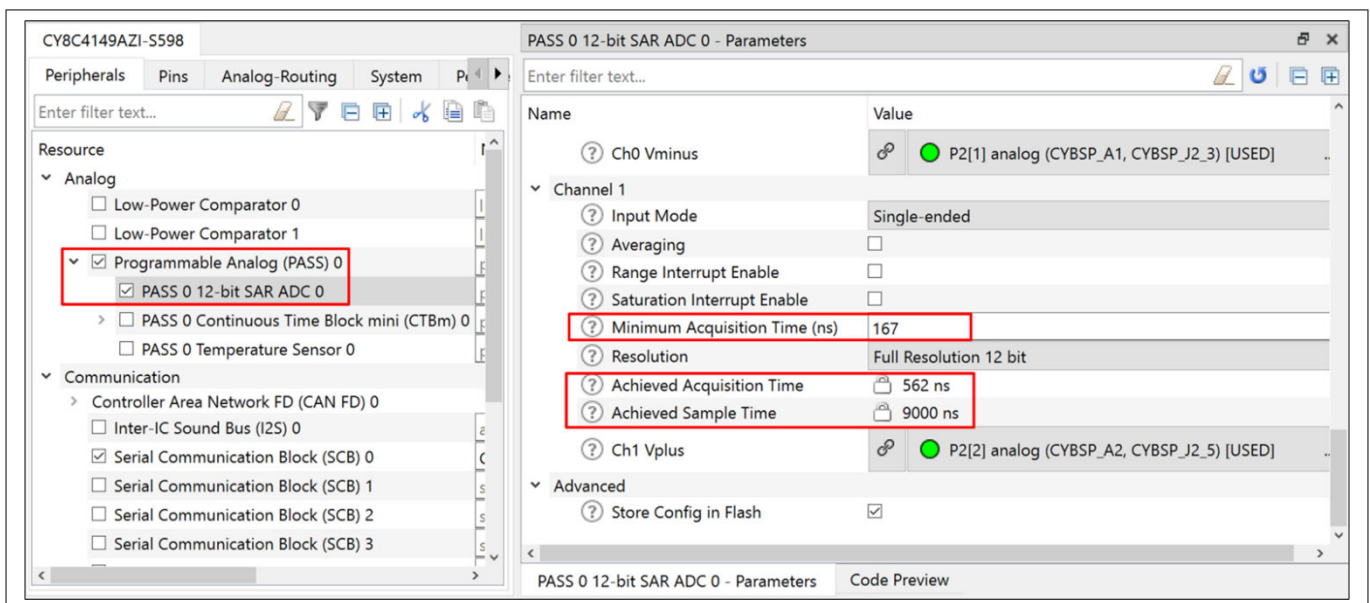 CY8C4149AZI-S598
Peripherals Pins Analog-Routing System
Enter filter text...
Resource
Analog
Low-Power Comparator 0
Low-Power Comparator 1
Programmable Analog (PASS) 0
PASS 0 12-bit SAR ADC 0
PASS 0 Continuous Time Block mini (CTBm) 0
PASS 0 Temperature Sensor 0
Communication
Controller Area Network FD (CAN FD) 0
Inter-IC Sound Bus (I2S) 0
Serial Communication Block (SCB) 0
Serial Communication Block (SCB) 1
Serial Communication Block (SCB) 2
Serial Communication Block (SCB) 3
PASS 0 12-bit SAR ADC 0 - Parameters
Enter filter text...
Name Value
Ch0 Vminus P2[1] analog (CYBSP_A1, CYBSP_J2_3) [USED]
Channel 1
Input Mode Single-ended
Averaging
Range Interrupt Enable
Saturation Interrupt Enable
Minimum Acquisition Time (ns) 167
Resolution Full Resolution 12 bit
Achieved Acquisition Time 562 ns
Achieved Sample Time 9000 ns
Ch1 Vplus P2[2] analog (CYBSP_A2, CYBSP_J2_5) [USED]
Advanced
Store Config in Flash
PASS 0 12-bit SAR ADC 0 - Parameters Code Preview